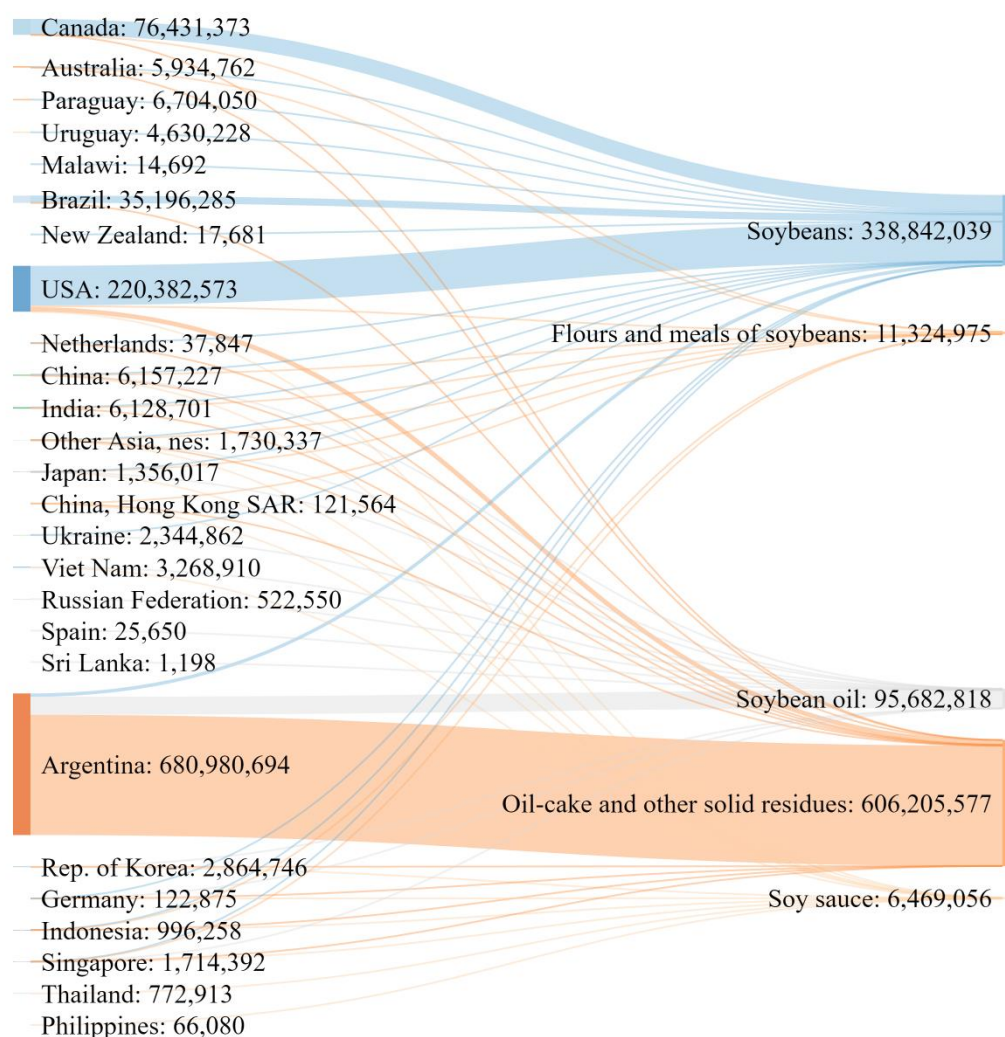 Canada: 76,431,373
Australia: 5,934,762
Paraguay: 6,704,050
Uruguay: 4,630,228
Malawi: 14,692
Brazil: 35,196,285
New Zealand: 17,681
Soybeans: 338,842,039
USA: 220,382,573
Flours and meals of soybeans: 11,324,975
Netherlands: 37,847
China: 6,157,227
India: 6,128,701
Other Asia, nes: 1,730,337
Japan: 1,356,017
China, Hong Kong SAR: 121,564
Ukraine: 2,344,862
Viet Nam: 3,268,910
Russian Federation: 522,550
Spain: 25,650
Sri Lanka: 1,198
Soybean oil: 95,682,818
Argentina: 680,980,694
Oil-cake and other solid residues: 606,205,577
Rep. of Korea: 2,864,746
Germany: 122,875
Soy sauce: 6,469,056
Indonesia: 996,258
Singapore: 1,714,392
Thailand: 772,913
Philippines: 66,080